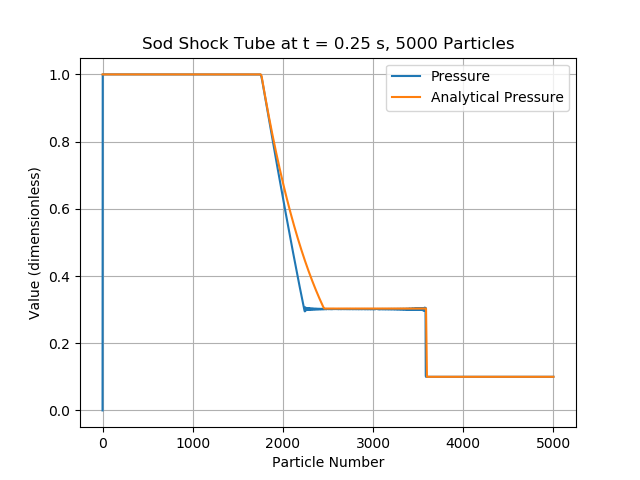 Sod Shock Tube at t = 0.25 s, 5000 Particles
Pressure
Analytical Pressure
Value (dimensionless)
1.0
0.8
0.6
0.4
0.2
0.0
0
1000
2000
3000
4000
5000
Particle Number